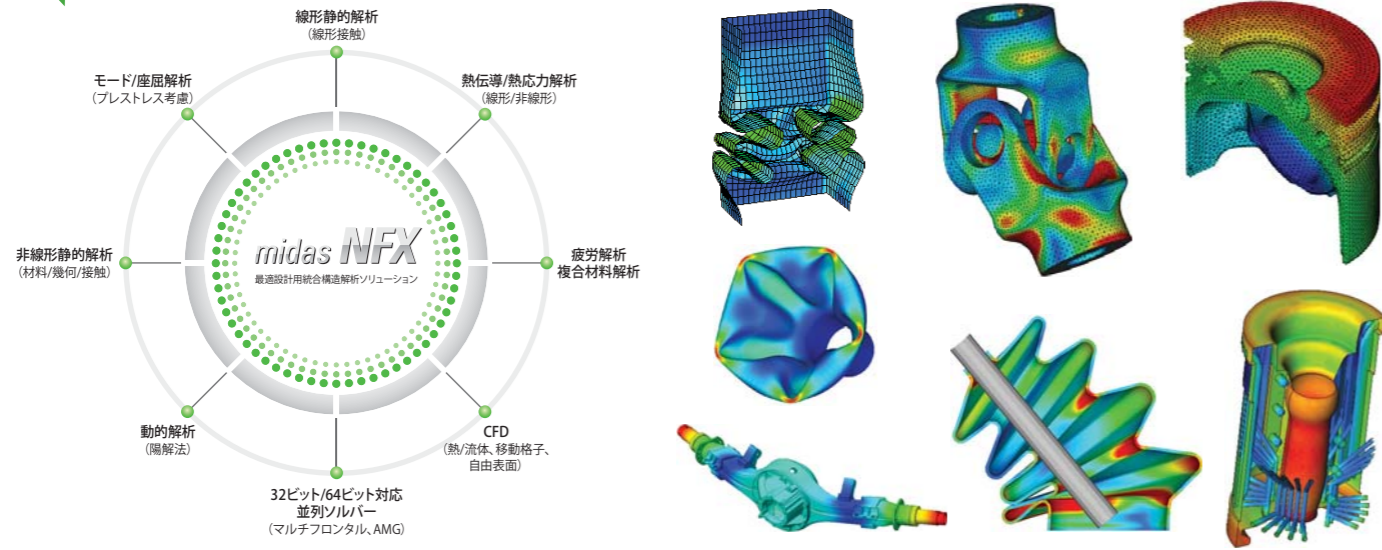 線形静的解析
(線形接触)
モード/座屈解析
(プレストレス考慮)
熱伝導/熱応力解析
(線形/非線形)
非線形静的解析
(材料/幾何/接触)
midas NFX
最適設計用統合構造解析ソリューション
疲労解析
複合材料解析
動的解析
(陽解法)
CFD
(熱/流体、移動格子、
自由表面)
32ビット/64ビット対応
並列ソルバー
(マルチフロンタル、AMG)